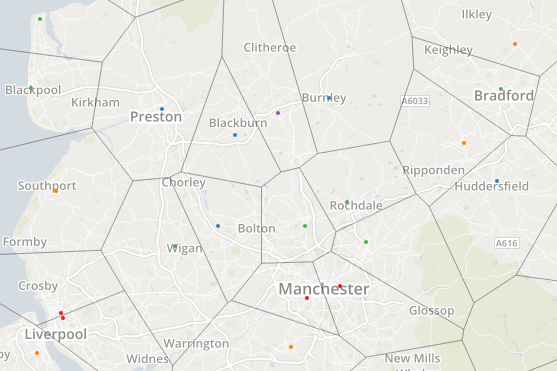 Ilkley
Clitheroe
Keighley
Blackpool
Kirkham
Burnley
A6033
Bradford
Preston
Blackburn
Ripponden
Southport
Chorley
Huddersfield
Rochdale
Formby
Wigan
Bolton
A616
Crosby
Manchester
Glossop
Liverpool
Warrington
Widnes
New Mills